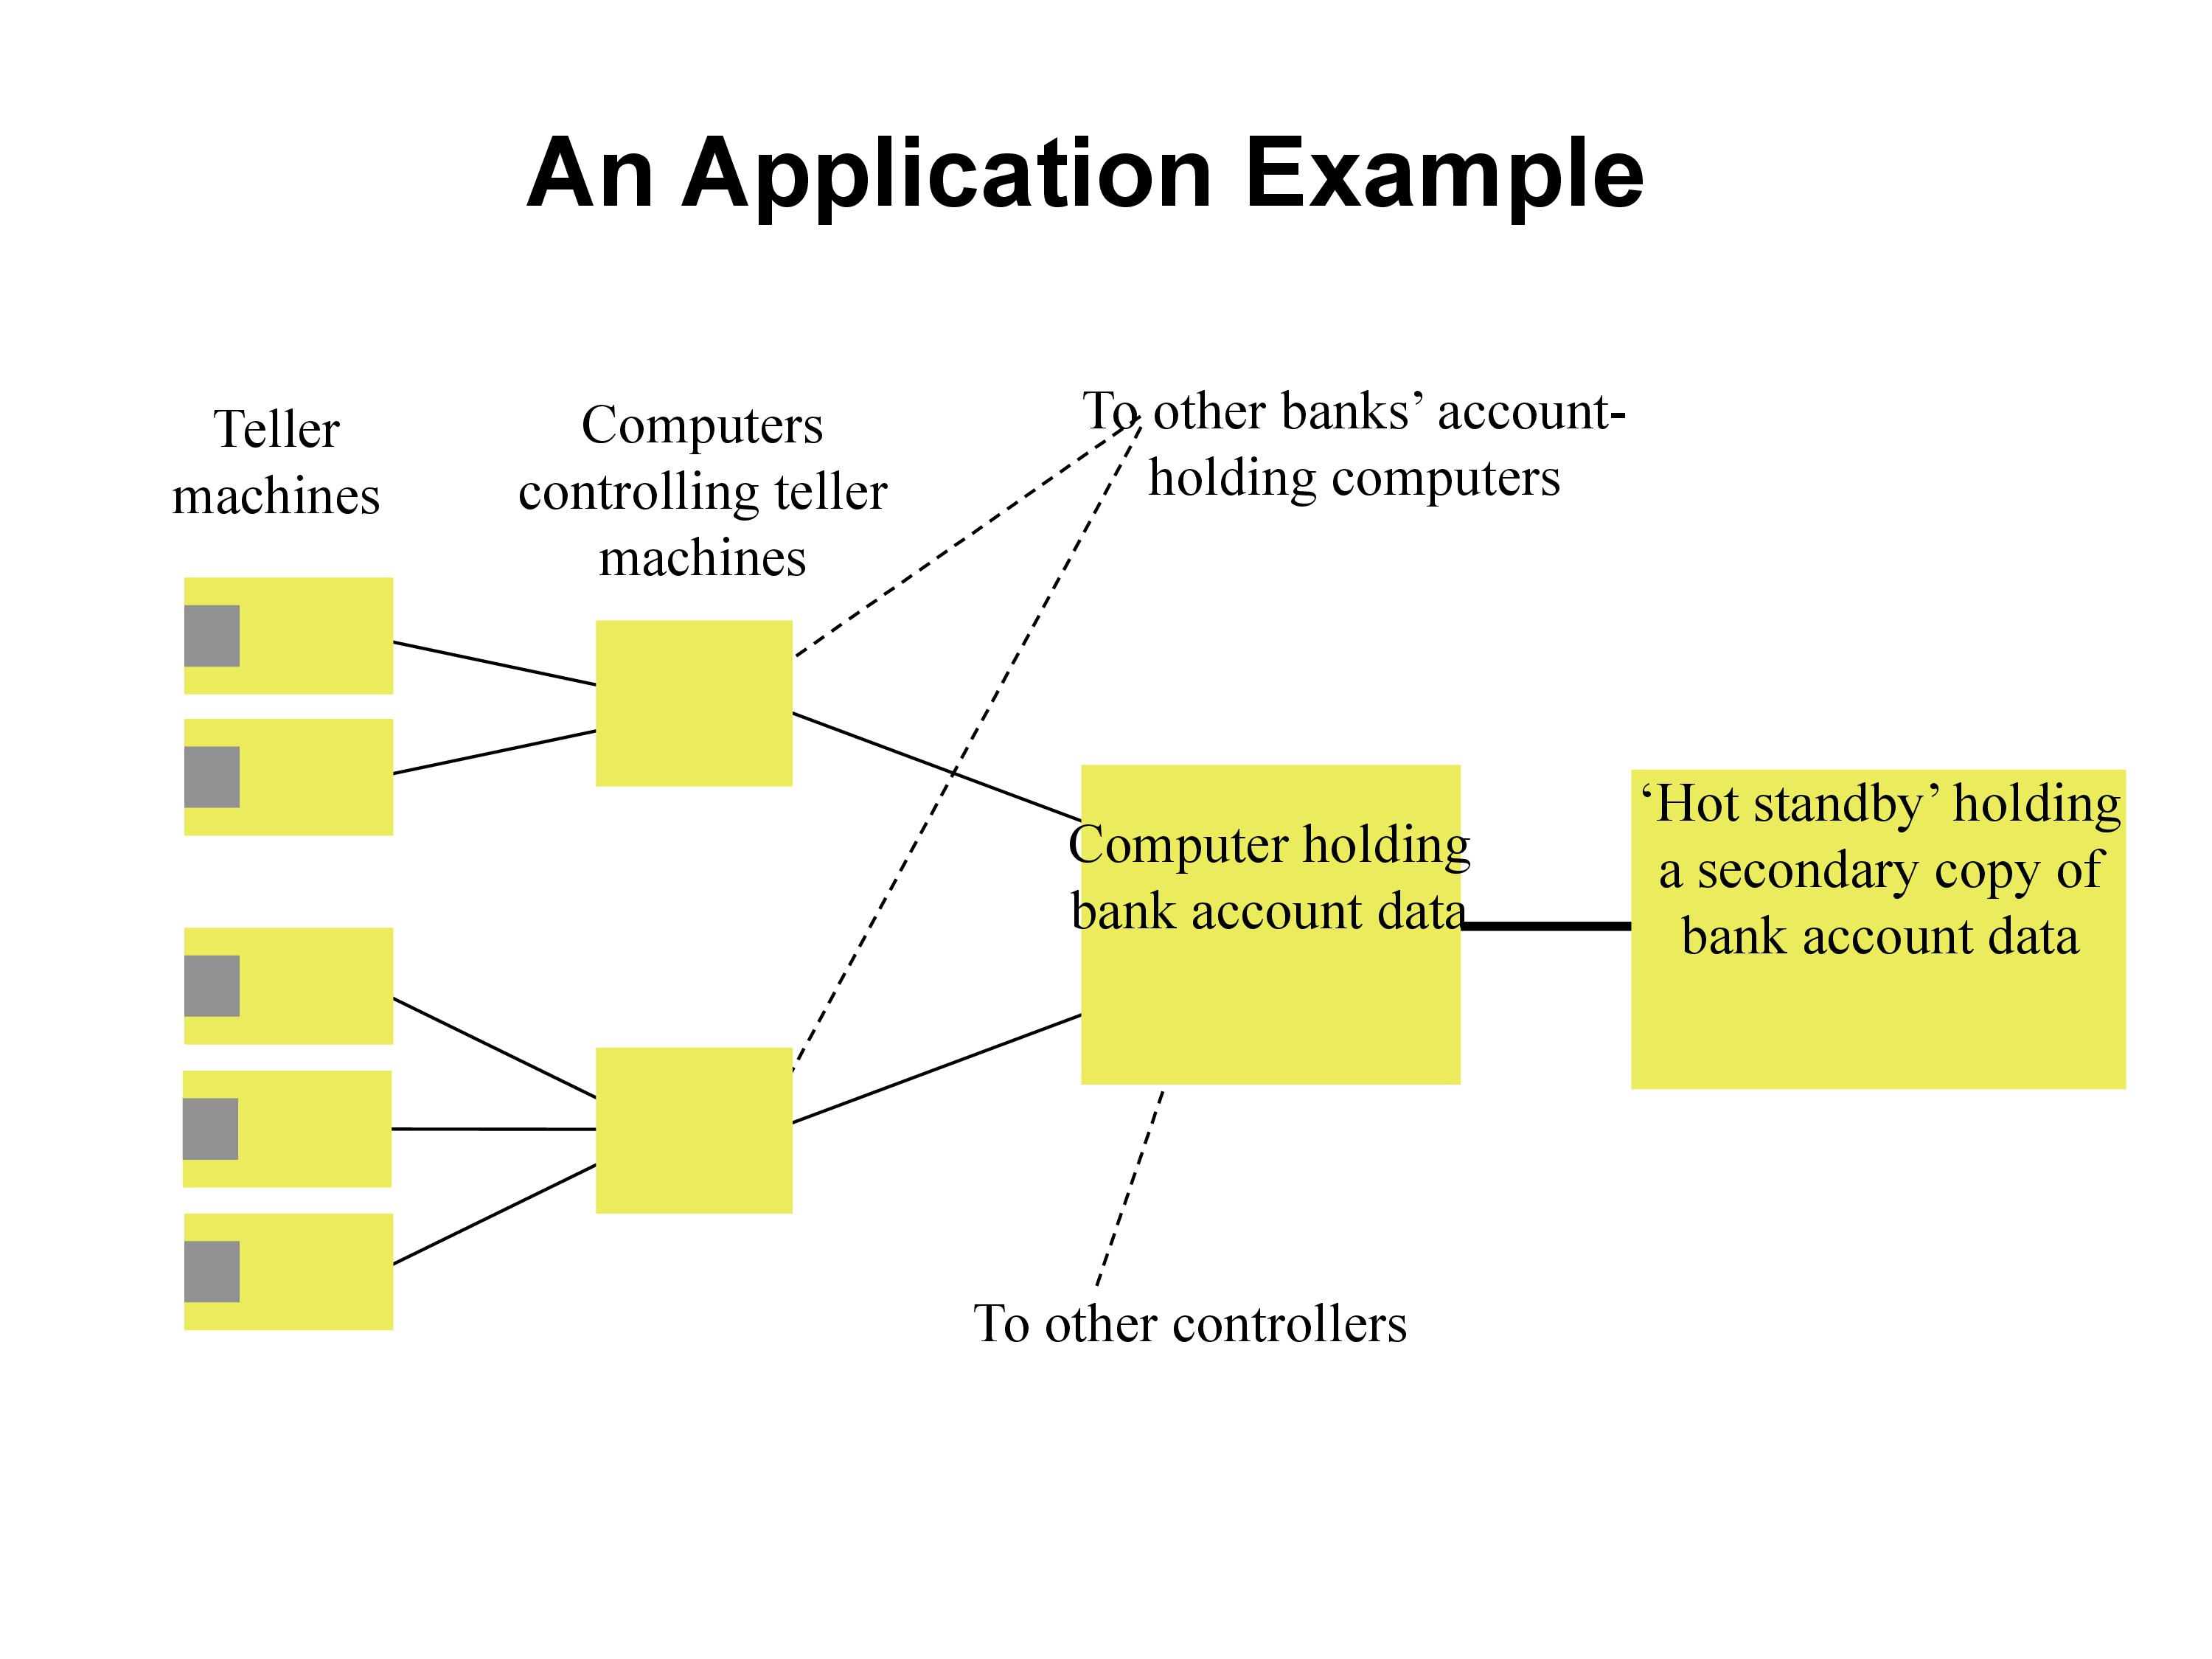 An Application Example
Teller
machines
Computers
controlling teller
machines
To other banks’ account-
holding computers
Computer holding
bank account data
‘Hot standby’ holding
a secondary copy of
bank account data
To other controllers